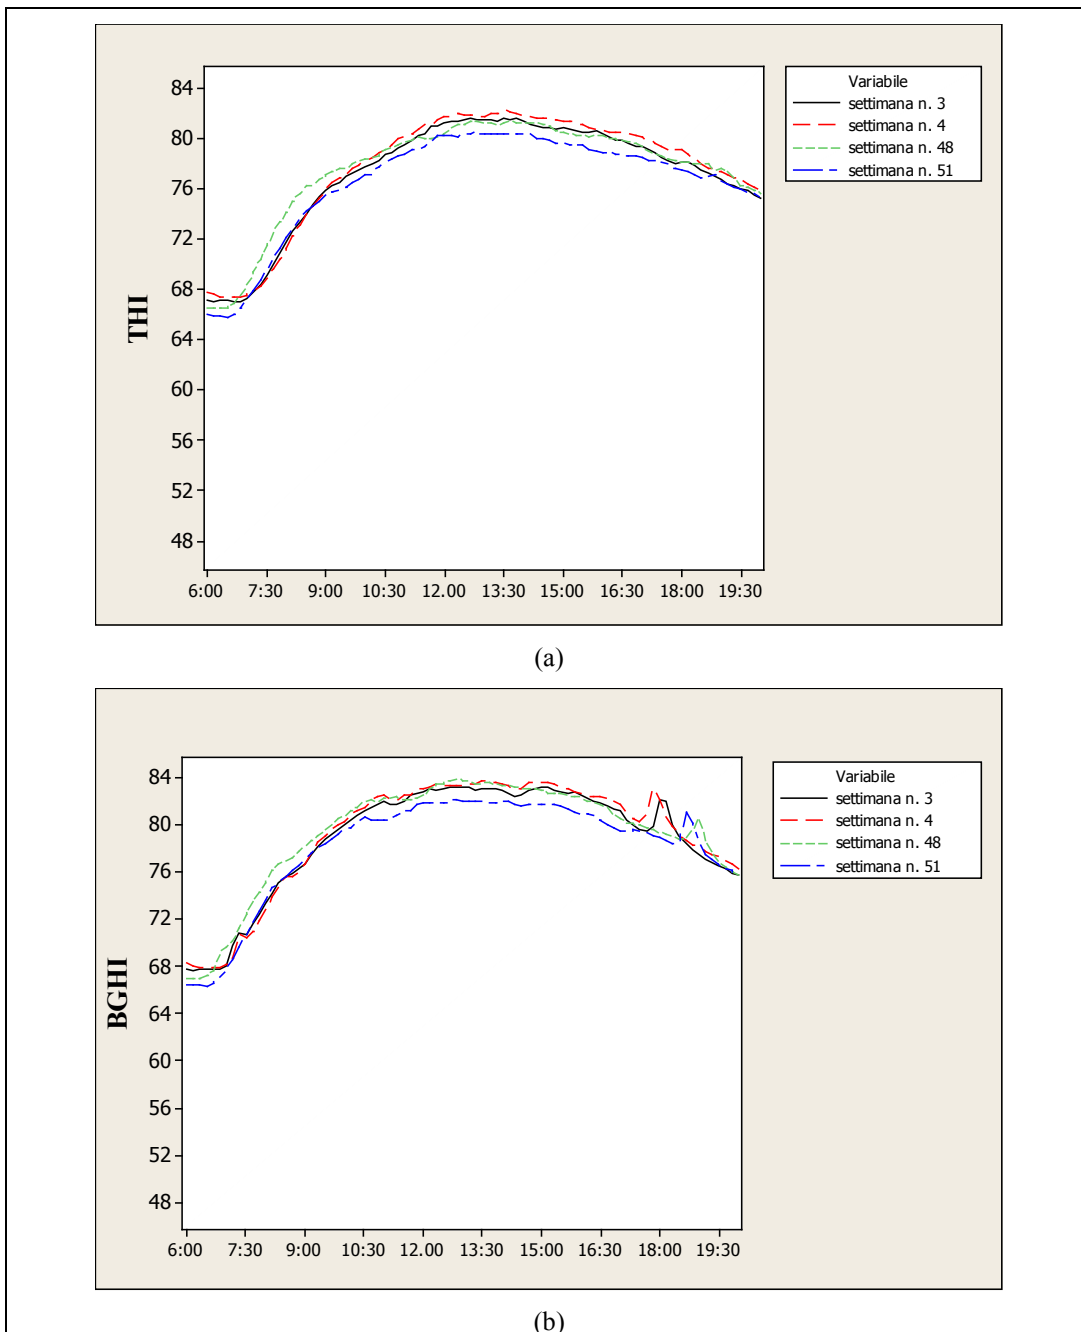 Variabile
settimana n. 3
settimana n. 4
settimana n. 48
settimana n. 51
THI
84
80
76
72
68
64
60
56
52
48
6:00 7:30 9:00 10:30 12.00 13:30 15:00 16:30 18:00 19:30
(a)
Variabile
settimana n. 3
settimana n. 4
settimana n. 48
settimana n. 51
BGHI
84
80
76
72
68
64
60
56
52
48
6:00 7:30 9:00 10:30 12.00 13:30 15:00 16:30 18:00 19:30
(b)